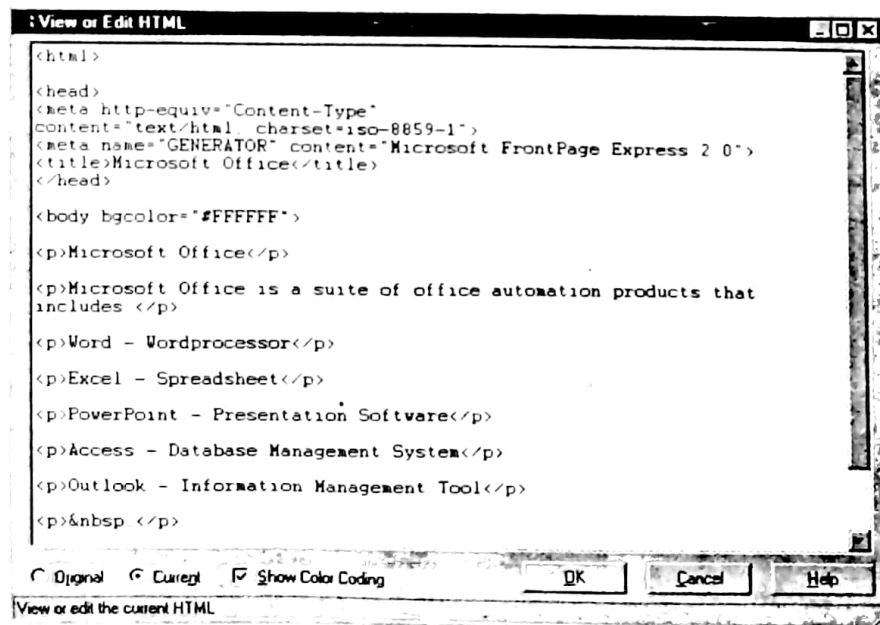 View or Edit HTML
<html>
<head>
<meta http-equiv="Content-Type"
content="text/html, charset=iso-8859-1">
<meta name="GENERATOR" content="Microsoft FrontPage Express 2 0">
<title>Microsoft Office</title>
</head>
<body bgcolor="#FFFFFF">
<p>Microsoft Office</p>
<p>Microsoft Office is a suite of office automation products that
includes </p>
<p>Word - Wordprocessor</p>
<p>Excel - Spreadsheet</p>
<p>PowerPoint - Presentation Software</p>
<p>Access - Database Management System</p>
<p>Outlook - Information Management Tool</p>
<p>&nbsp </p>
Original Current Show Color Coding OK Cancel Help
View or edit the current HTML